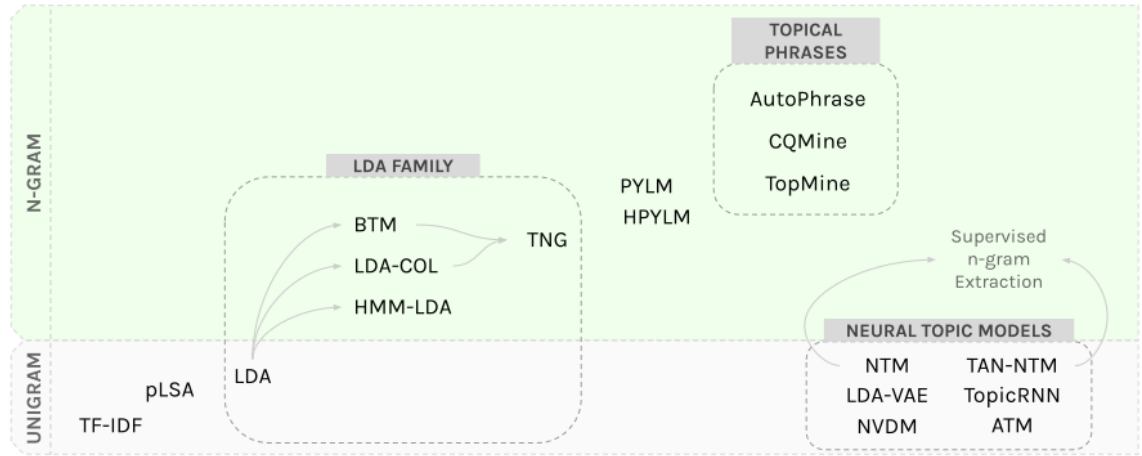 N-GRAM
TOPICAL
PHRASES
AutoPhrase
CQMine
TopMine
LDA FAMILY
BTM
LDA-COL
HMM-LDA
TNG
PYLM
HPYLM
Supervised
n-gram
Extraction
UNIGRAM
TF-IDF
pLSA
LDA
NEURAL TOPIC MODELS
NTM
TAN-NTM
LDA-VAE
TopicRNN
NVDM
ATM